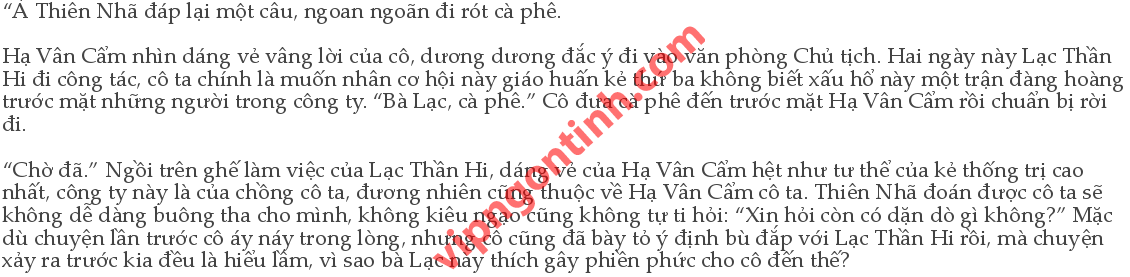 “À Thiên Nhã đáp lại một câu, ngoan ngoãn đi rót cà phê.
Hạ Vân Cẩm nhìn dáng vẻ vâng lời của cô, dương dương đắc ý đi vào văn phòng Chủ tịch. Hai ngày này Lạc Thần
Hi đi công tác, cô ta chính là muốn nhân cơ hội này giáo huấn kẻ thứ ba không biết xấu hổ này một trận đàng hoàng
trước mặt những người trong công ty. “Bà Lạc, cà phê.” Cô đưa cà phê đến trước mặt Hạ Vân Cẩm rồi chuẩn bị rời
đi.
“Chờ đã.” Ngồi trên ghế làm việc của Lạc Thần Hi, dáng vẻ của Hạ Vân Cẩm hệt như tư thế của kẻ thống trị cao
nhất, công ty này là của chồng cô ta, đương nhiên cũng thuộc về Hạ Vân Cẩm cô ta. Thiên Nhã đoán được cô ta sẽ
không dễ dàng buông tha cho mình, không kiêu ngạo cũng không tự ti hỏi: “Xin hỏi còn có dặn dò gì không?” Mặc
dù chuyện lần trước cô áy náy trong lòng, nhưng cô cũng đã bày tỏ ý định bù đắp với Lạc Thần Hi rồi, mà chuyện
xảy ra trước kia đều là hiểu lầm, vì sao bà Lạc này thích gây phiền phức cho cô đến thế?
vipngontinh.com